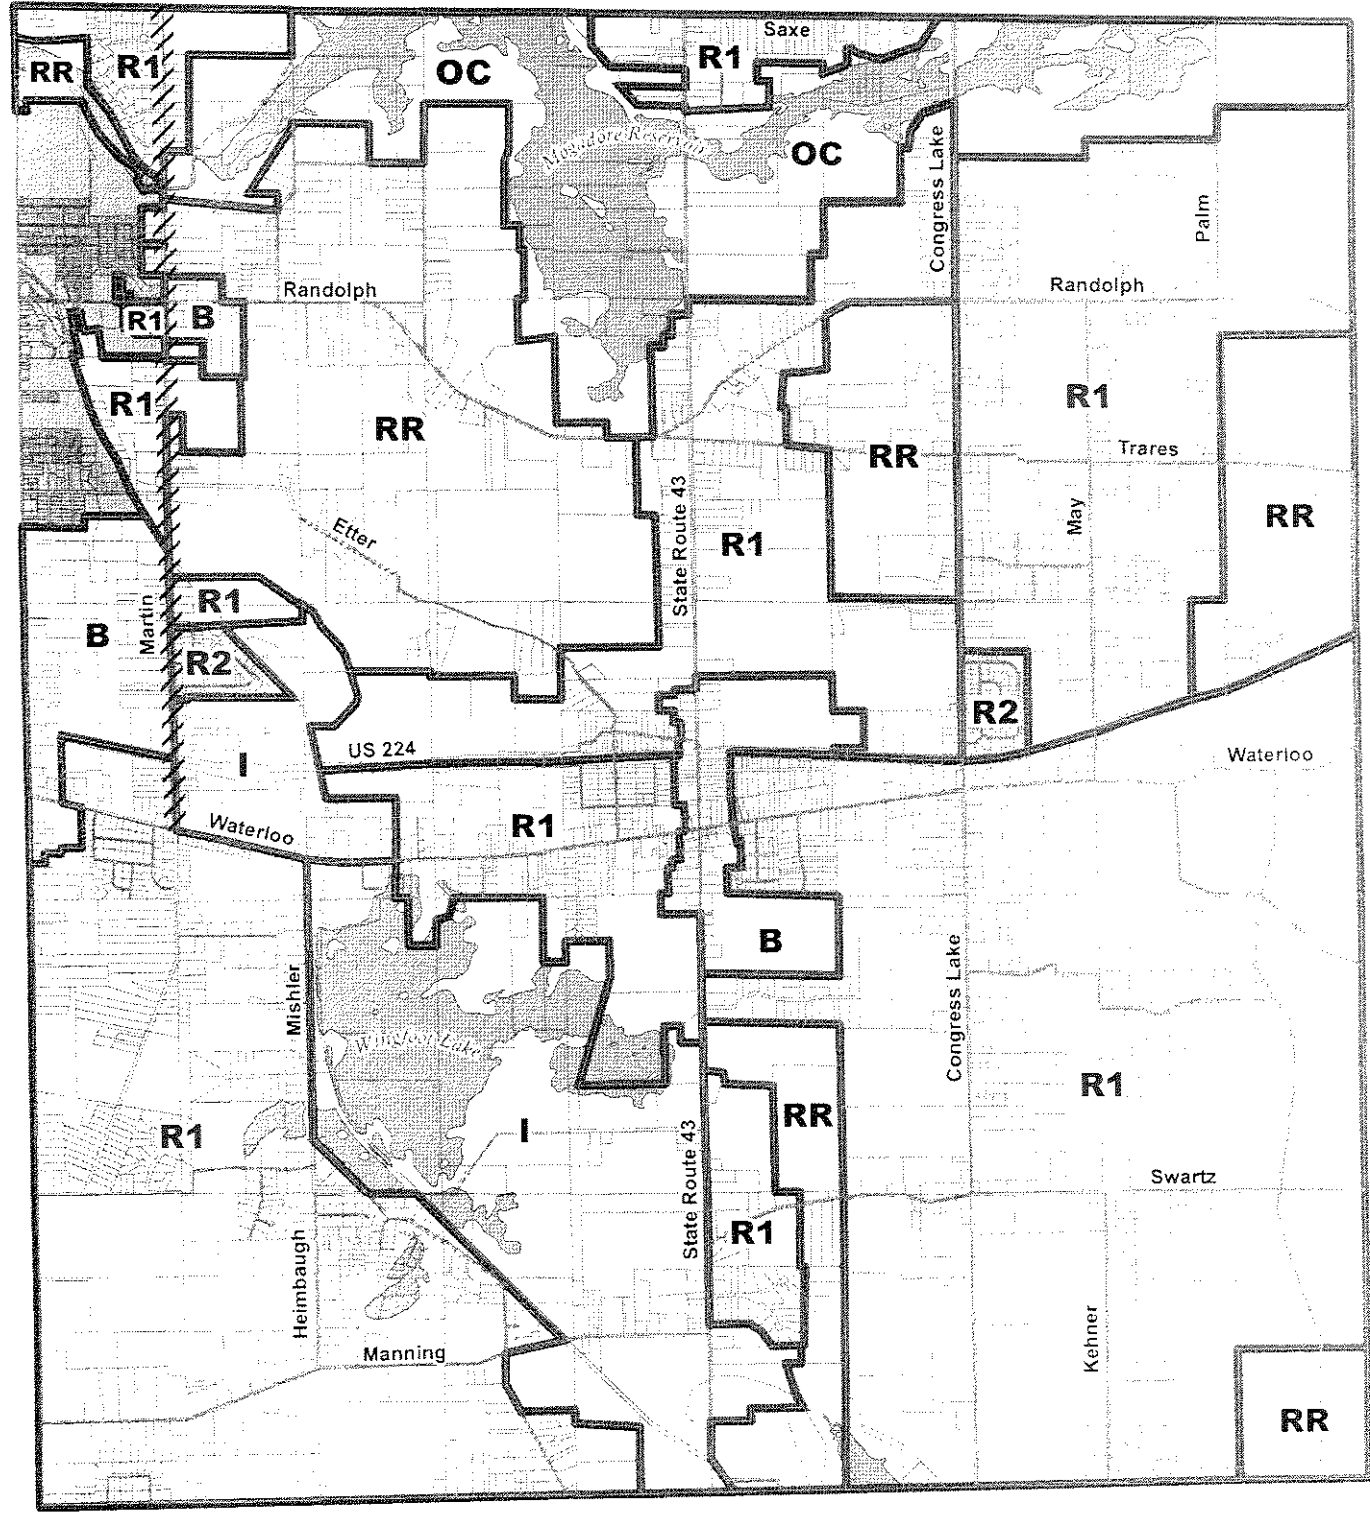 Saxe
R1
RR
R1
OC
Mogadore Reservoir
OC
Congress Lake
Palm
Randolph
Randolph
R1
B
R1
R1
RR
RR
Trares
RR
State Route 43
May
R1
Etter
R1
Martin
B
R2
R2
US 224
Waterloo
I
Waterloo
R1
B
Mishler
Congress Lake
Wingfoot Lake
R1
RR
I
R1
State Route 43
Swartz
R1
Heimbaugh
Kehner
Manning
RR